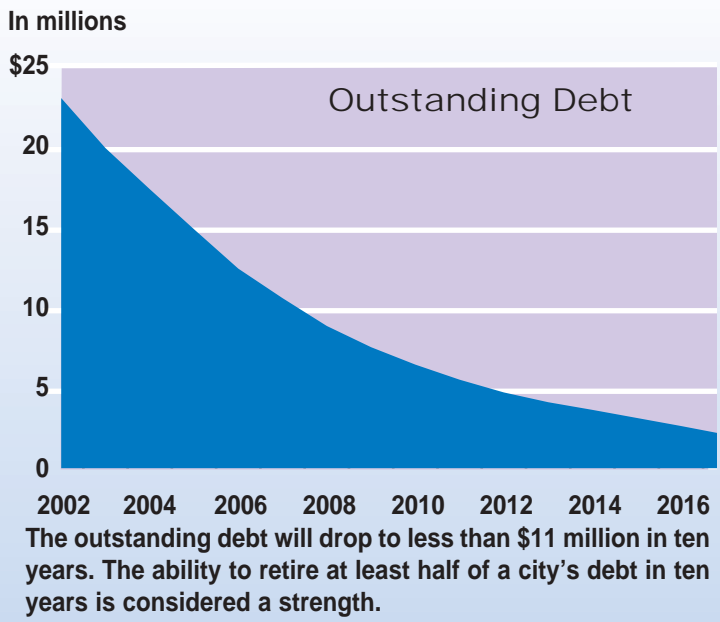 In millions
$25
Outstanding Debt
20
15
10
5
0
2002 2004 2006 2008 2010 2012 2014 2016
The outstanding debt will drop to less than $11 million in ten
years. The ability to retire at least half of a city’s debt in ten
years is considered a strength.